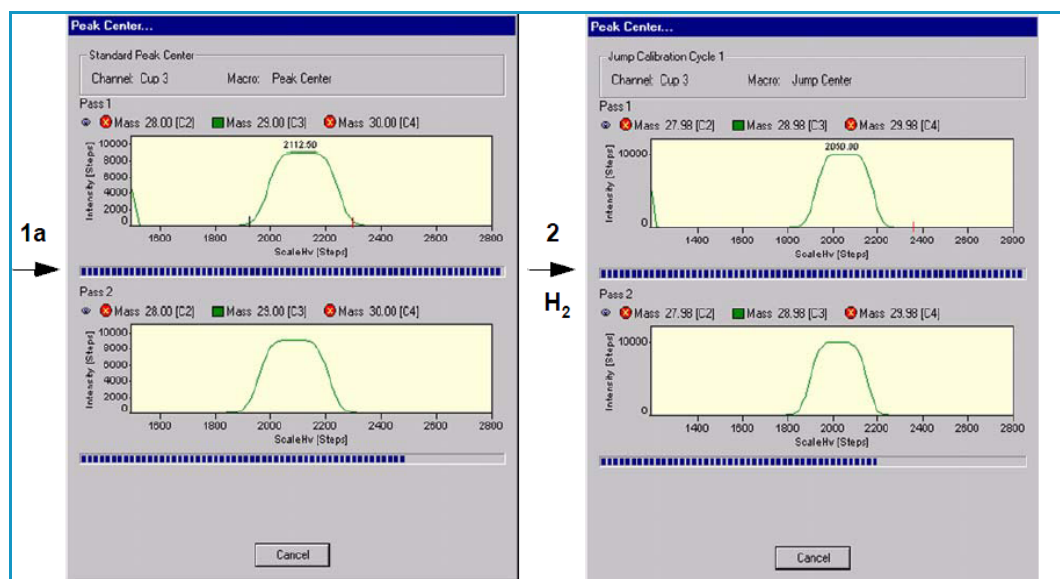 1a
Peak Center...
Standard Peak Center
Channel: Cup 3 Macro: Peak Center
Pass 1
Mass 28.00 [C2] Mass 29.00 [C3] Mass 30.00 [C4]
Intensity [Steps]
10000
8000
6000
4000
2000
0
2112.50
1600 2000 2200 2400 2800
ScaleHv [Steps]
Pass 2
Mass 28.00 [C2] Mass 29.00 [C3] Mass 30.00 [C4]
Intensity [Steps]
10000
8000
6000
4000
2000
0
1600 2000 2200 2400 2800
ScaleHv [Steps]
Cancel
2
H2
Peak Center...
Jump Calibration Cycle 1
Channel: Cup 3 Macro: Jump Center
Pass 1
Mass 27.98 [C2] Mass 28.98 [C3] Mass 29.98 [C4]
Intensity [Steps]
10000
0
2050.00
1400 1800 2000 2200 2400 2600 2800
ScaleHv [Steps]
Pass 2
Mass 27.98 [C2] Mass 28.98 [C3] Mass 29.98 [C4]
Intensity [Steps]
10000
0
1400 1800 2000 2200 2400 2600 2800
ScaleHv [Steps]
Cancel